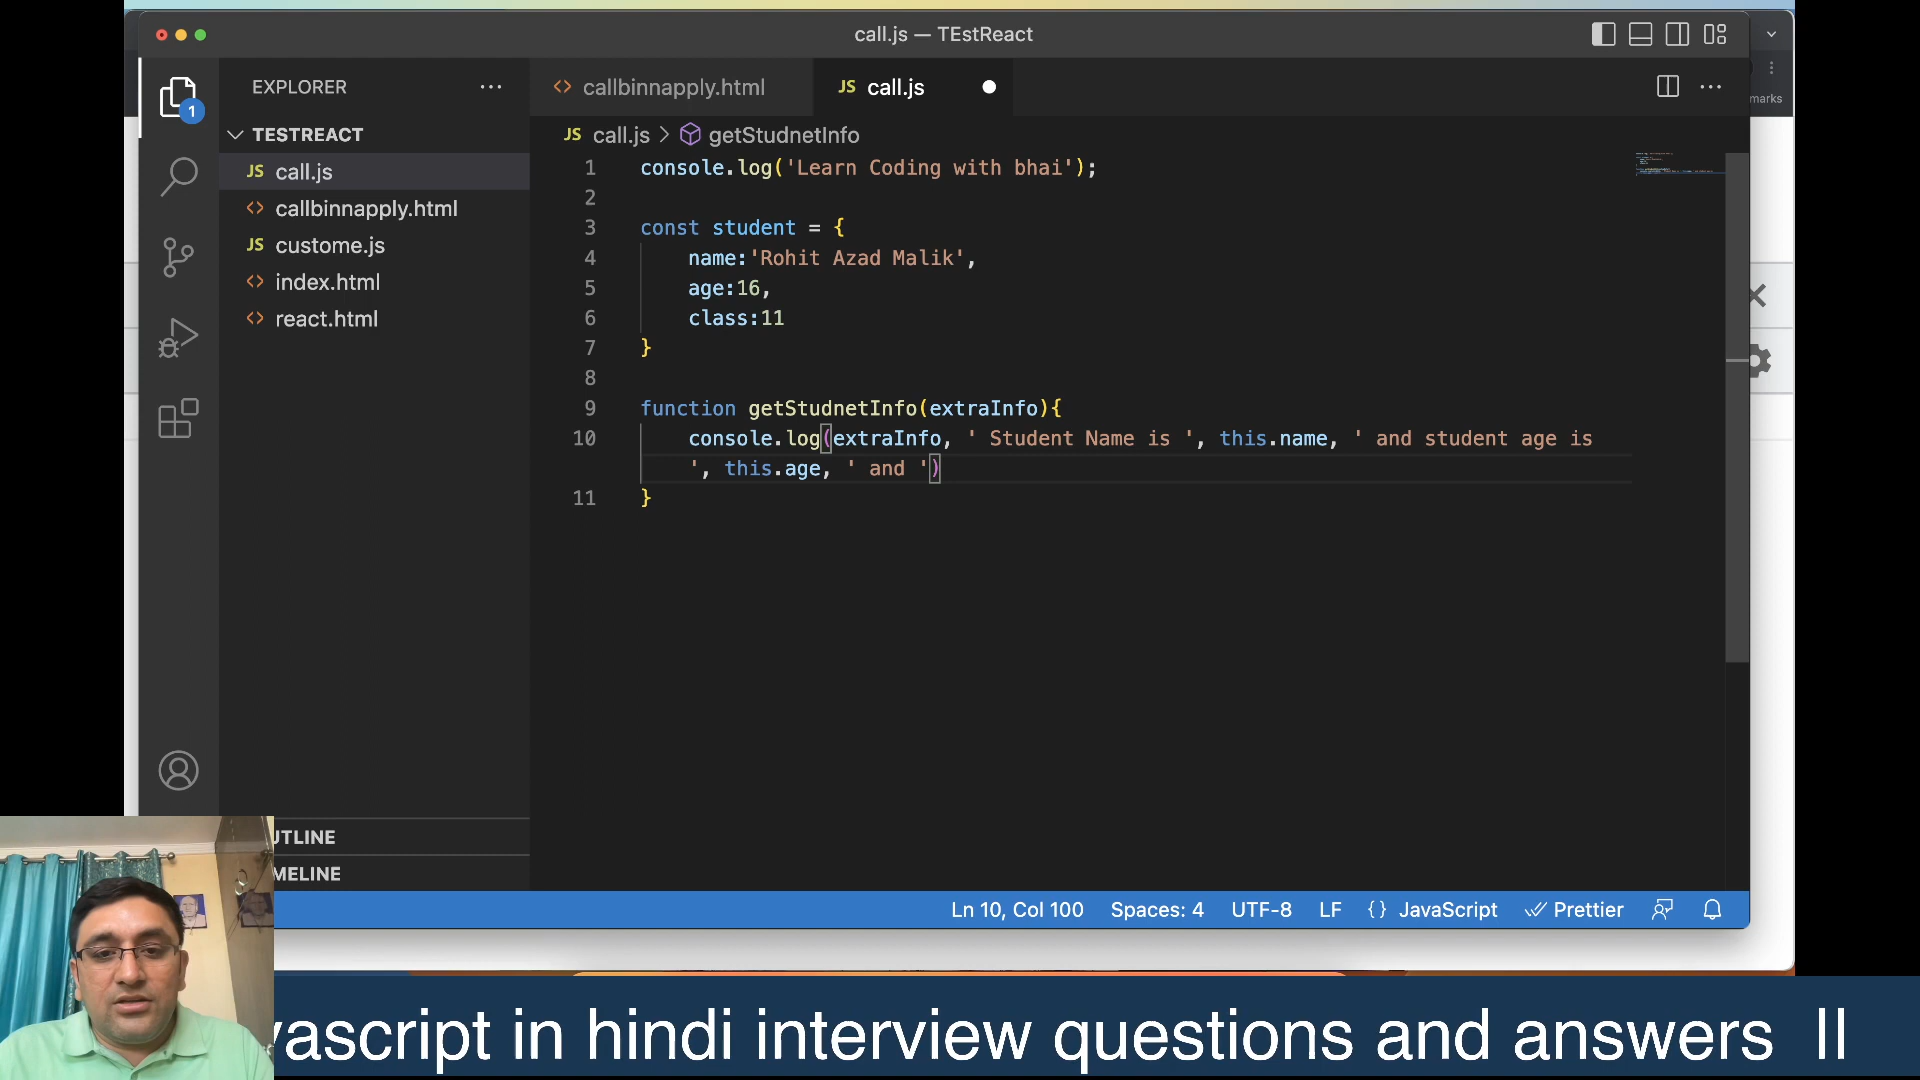 call.js — TEstReact
EXPLORER
callbinnapply.html
JS call.js
marks
1
TESTREACT
JS call.js > getStudnetInfo
JS call.js
callbinnapply.html
JS custome.js
index.html
react.html
1 console.log('Learn Coding with bhai');
2
3 const student = {
4 name:'Rohit Azad Malik',
5 age:16,
6 class:11
7 }
8
9 function getStudnetInfo(extraInfo){
10 console.log(extraInfo, ' Student Name is ', this.name, ' and student age is
', this.age, ' and ')
11 }
UTLINE
MELINE
Ln 10, Col 100 Spaces: 4 UTF-8 LF {} JavaScript Prettier
vascript in hindi interview questions and answers ll